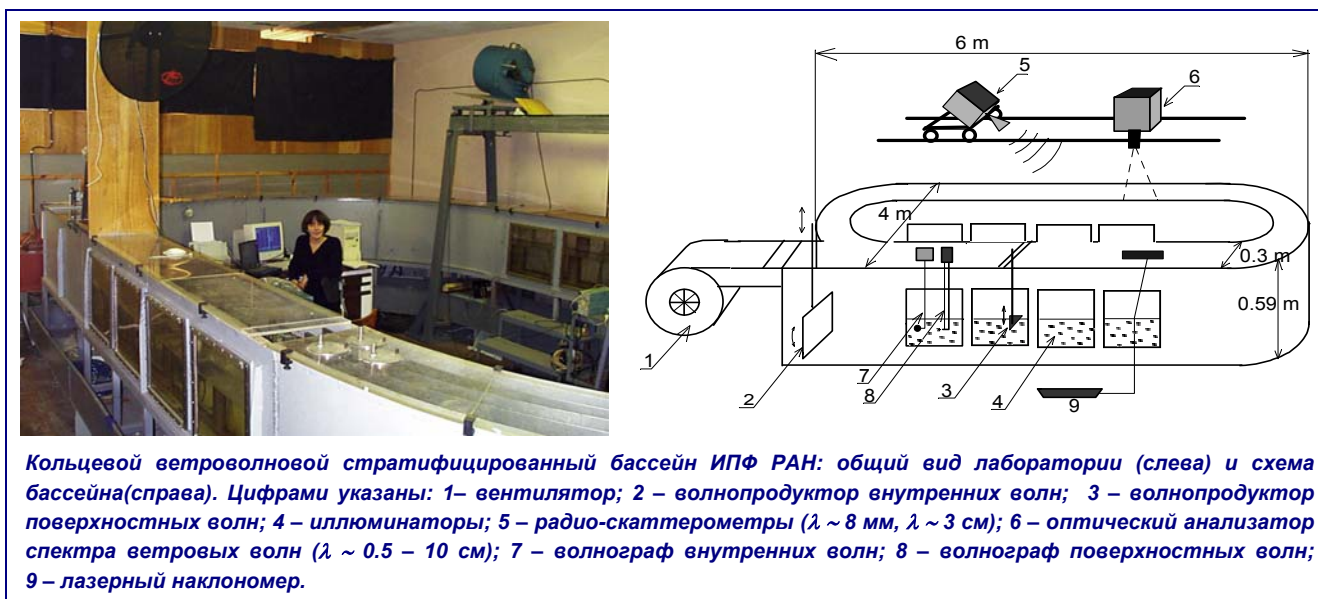 6 m
5
6
4 m
0.3 m
0.59 m
1
2
7
8
3
4
9
Кольцевой ветроволновой стратифицированный бассейн ИПФ РАН: общий вид лаборатории (слева) и схема
бассейна(справа). Цифрами указаны: 1– вентилятор; 2 – волнопродуктор внутренних волн; 3 – волнопродуктор
поверхностных волн; 4 – иллюминаторы; 5 – радио-скаттерометры (λ ~ 8 мм, λ ~ 3 см); 6 – оптический анализатор
спектра ветровых волн (λ ~ 0.5 – 10 см); 7 – волнограф внутренних волн; 8 – волнограф поверхностных волн;
9 – лазерный наклономер.